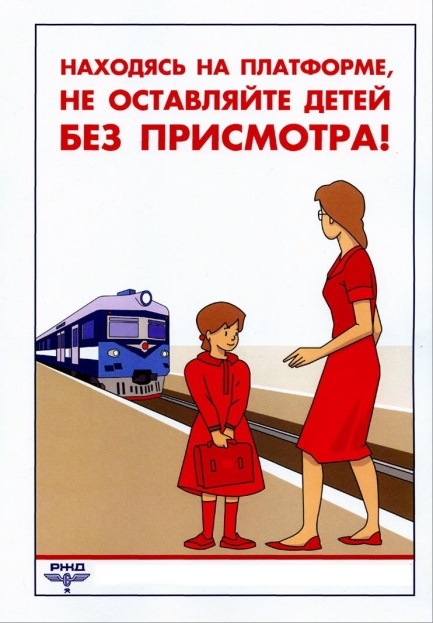 НАХОДЯСЬ НА ПЛАТФОРМЕ,
НЕ ОСТАВЛЯЙТЕ ДЕТЕЙ
БЕЗ ПРИСМОТРА!
РЖД